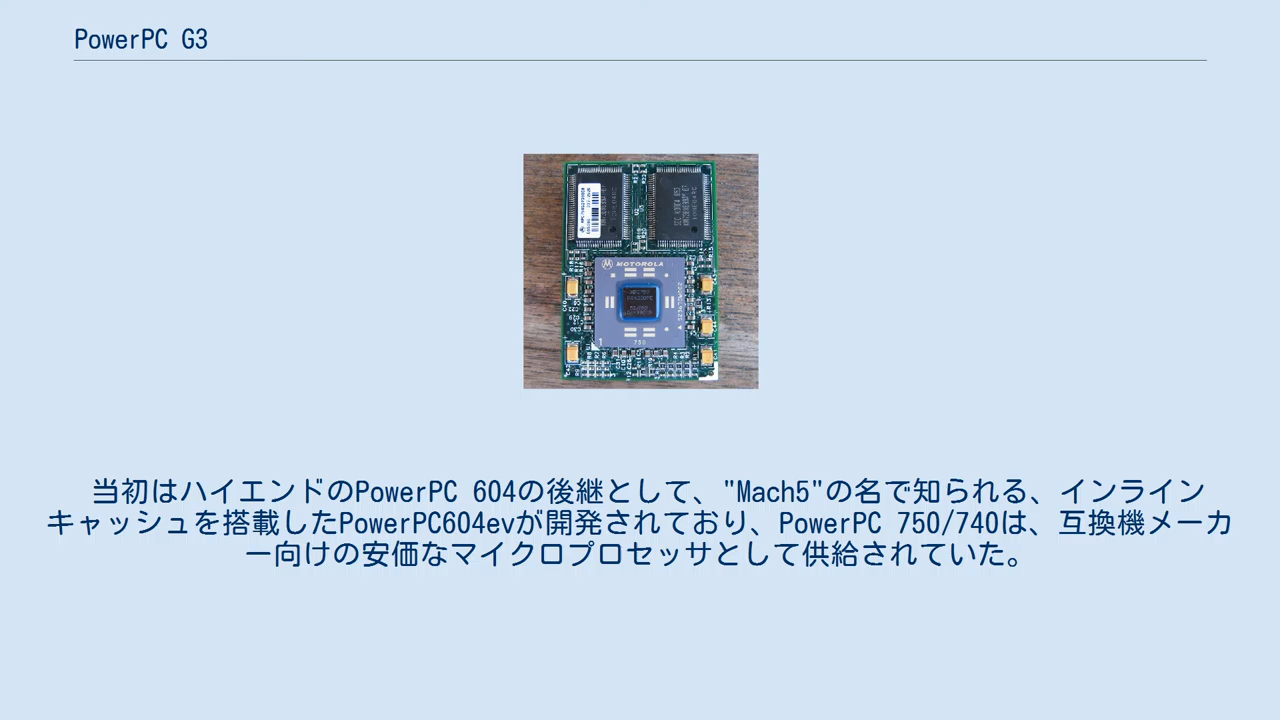 PowerPC G3
MOTOROLA
750
当初はハイエンドのPowerPC 604の後継として、"Mach5"の名で知られる、インライン
キャッシュを搭載したPowerPC604evが開発されており、PowerPC 750/740は、互換機メーカ
ー向けの安価なマイクロプロセッサとして供給されていた。